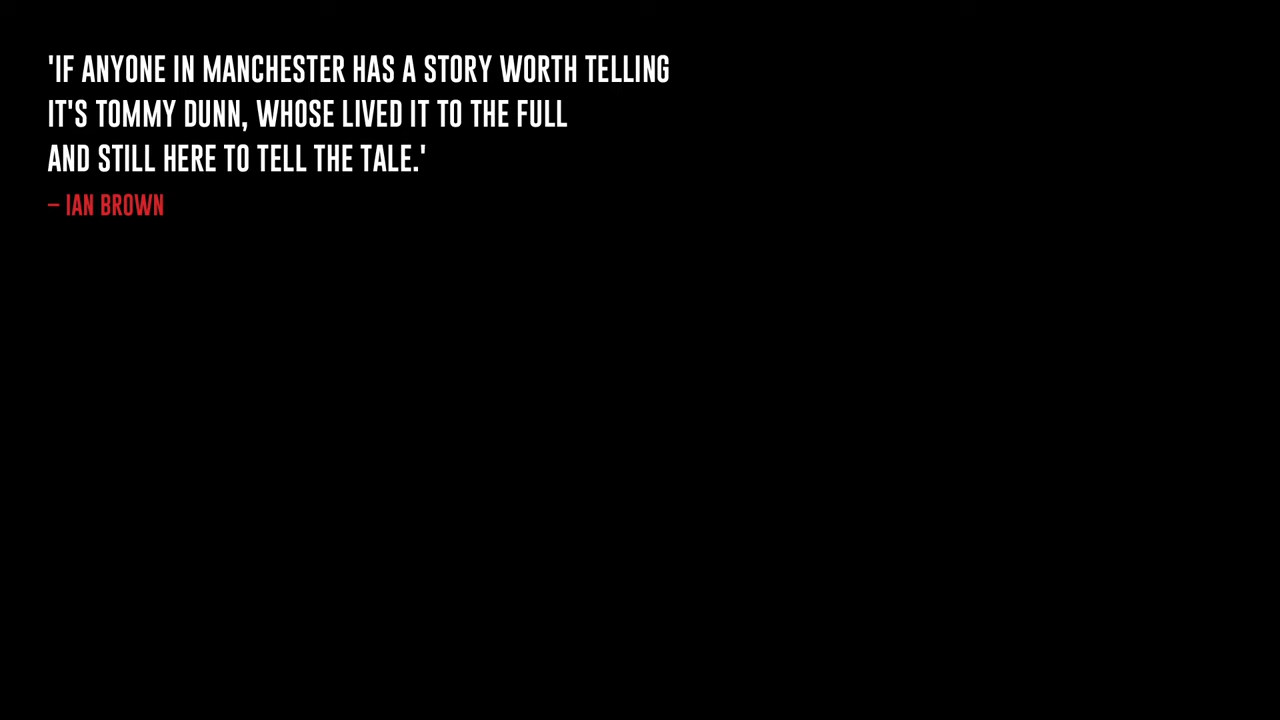 'IF ANYONE IN MANCHESTER HAS A STORY WORTH TELLING
IT'S TOMMY DUNN, WHOSE LIVED IT TO THE FULL
AND STILL HERE TO TELL THE TALE.'
– IAN BROWN